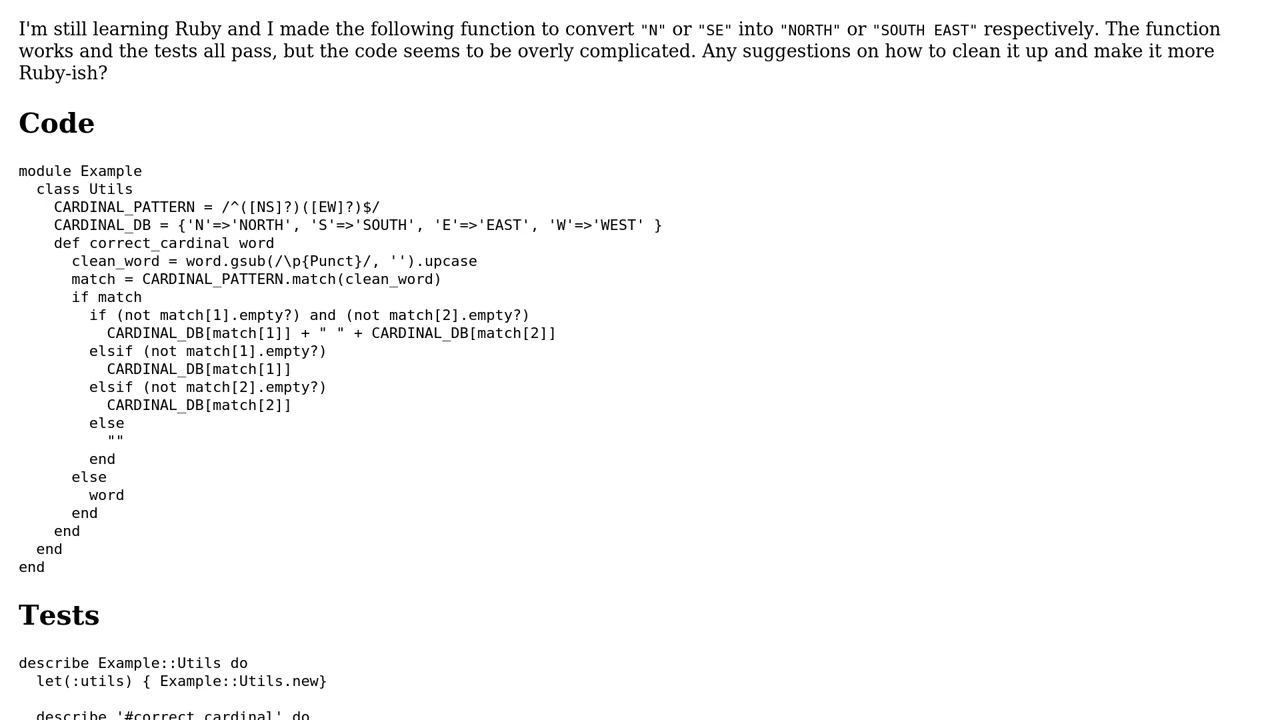 I'm still learning Ruby and I made the following function to convert "N" or "SE" into "NORTH" or "SOUTH EAST" respectively. The function
works and the tests all pass, but the code seems to be overly complicated. Any suggestions on how to clean it up and make it more
Ruby-ish?
Code
module Example
  class Utils
    CARDINAL_PATTERN = /^([NS]?)([EW]?)$/
    CARDINAL_DB = {'N'=>'NORTH', 'S'=>'SOUTH', 'E'=>'EAST', 'W'=>'WEST' }
    def correct_cardinal word
      clean_word = word.gsub(/\p{Punct}/, '').upcase
      match = CARDINAL_PATTERN.match(clean_word)
      if match
        if (not match[1].empty?) and (not match[2].empty?)
          CARDINAL_DB[match[1]] + " " + CARDINAL_DB[match[2]]
        elsif (not match[1].empty?)
          CARDINAL_DB[match[1]]
        elsif (not match[2].empty?)
          CARDINAL_DB[match[2]]
        else
          ""
        end
      else
        word
      end
    end
  end
end
Tests
describe Example::Utils do
  let(:utils) { Example::Utils.new}
  describe '#correct_cardinal' do